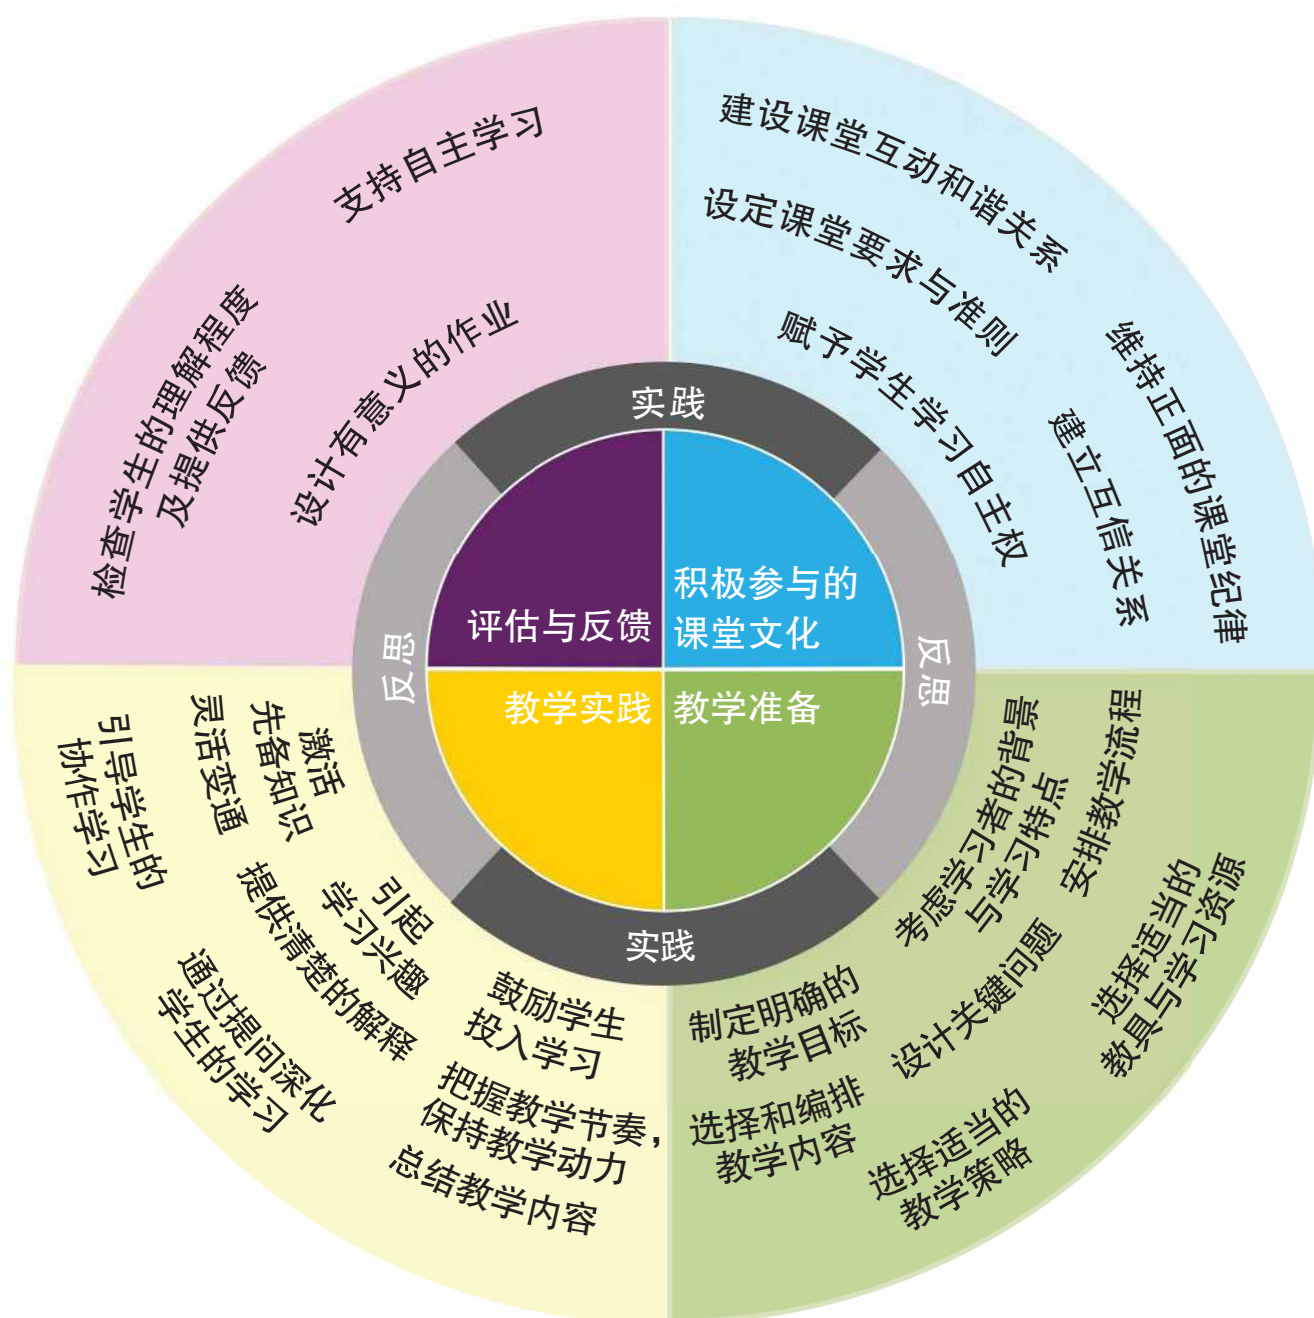 支持自主学习
检查学生的理解程度
及提供反馈
设计有意义的作业
建设课堂互动和谐关系
设定课堂要求与准则
赋予学生学习自主权
建立互信关系
维持正面的课堂纪律
实践
反思
反思
实践
评估与反馈
积极参与的
课堂文化
教学实践
教学准备
激活
先备知识
灵活变通
引导学生的
协作学习
引起
学习兴趣
提供清楚的解释
通过提问深化
学生的学习
鼓励学生
投入学习
把握教学节奏，
保持教学动力
总结教学内容
考虑学习者的背景
与学习特点
安排教学流程
制定明确的
教学目标
设计关键问题
选择适当的
教具与学习资源
选择和编排
教学内容
选择适当的
教学策略